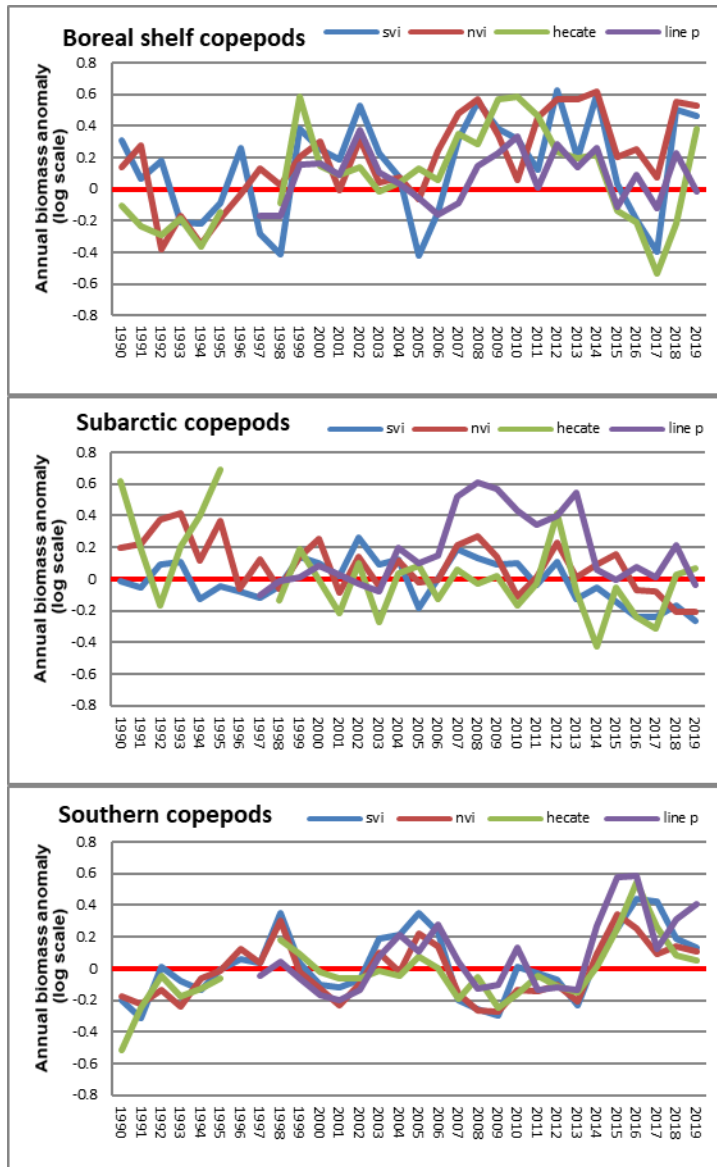 Boreal shelf copepods
svi nvi hecate line p
Annual biomass anomaly
(log scale)
0.8
0.6
0.4
0.2
0
-0.2
-0.4
-0.6
-0.8
1990 1991 1992 1993 1994 1995 1996 1997 1998 1999 2000 2001 2002 2003 2004 2005 2006 2007 2008 2009 2010 2011 2012 2013 2014 2015 2016 2017 2018 2019
Subarctic copepods
svi nvi hecate line p
Annual biomass anomaly
(log scale)
0.8
0.6
0.4
0.2
0
-0.2
-0.4
-0.6
-0.8
1990 1991 1992 1993 1994 1995 1996 1997 1998 1999 2000 2001 2002 2003 2004 2005 2006 2007 2008 2009 2010 2011 2012 2013 2014 2015 2016 2017 2018 2019
Southern copepods
svi nvi hecate line p
Annual biomass anomaly
(log scale)
0.8
0.6
0.4
0.2
0
-0.2
-0.4
-0.6
-0.8
1990 1991 1992 1993 1994 1995 1996 1997 1998 1999 2000 2001 2002 2003 2004 2005 2006 2007 2008 2009 2010 2011 2012 2013 2014 2015 2016 2017 2018 2019